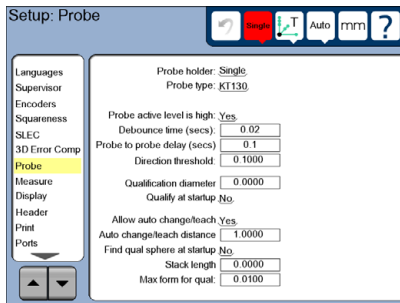 Setup: Probe
Single
T
Auto
mm
?
Languages
Supervisor
Encoders
Squareness
SLEC
3D Error Comp
Probe
Measure
Display
Header
Print
Ports
Probe holder: Single.
Probe type: KT130.
Probe active level is high: Yes.
Debounce time (secs): 0.02
Probe to probe delay (secs) 0.1
Direction threshold: 0.1000
Qualification diameter 0.0000
Qualify at startup No.
Allow auto change/teach Yes.
Auto change/teach distance 1.0000
Find qual sphere at startup No.
Stack length 0.0000
Max form for qual: 0.0100